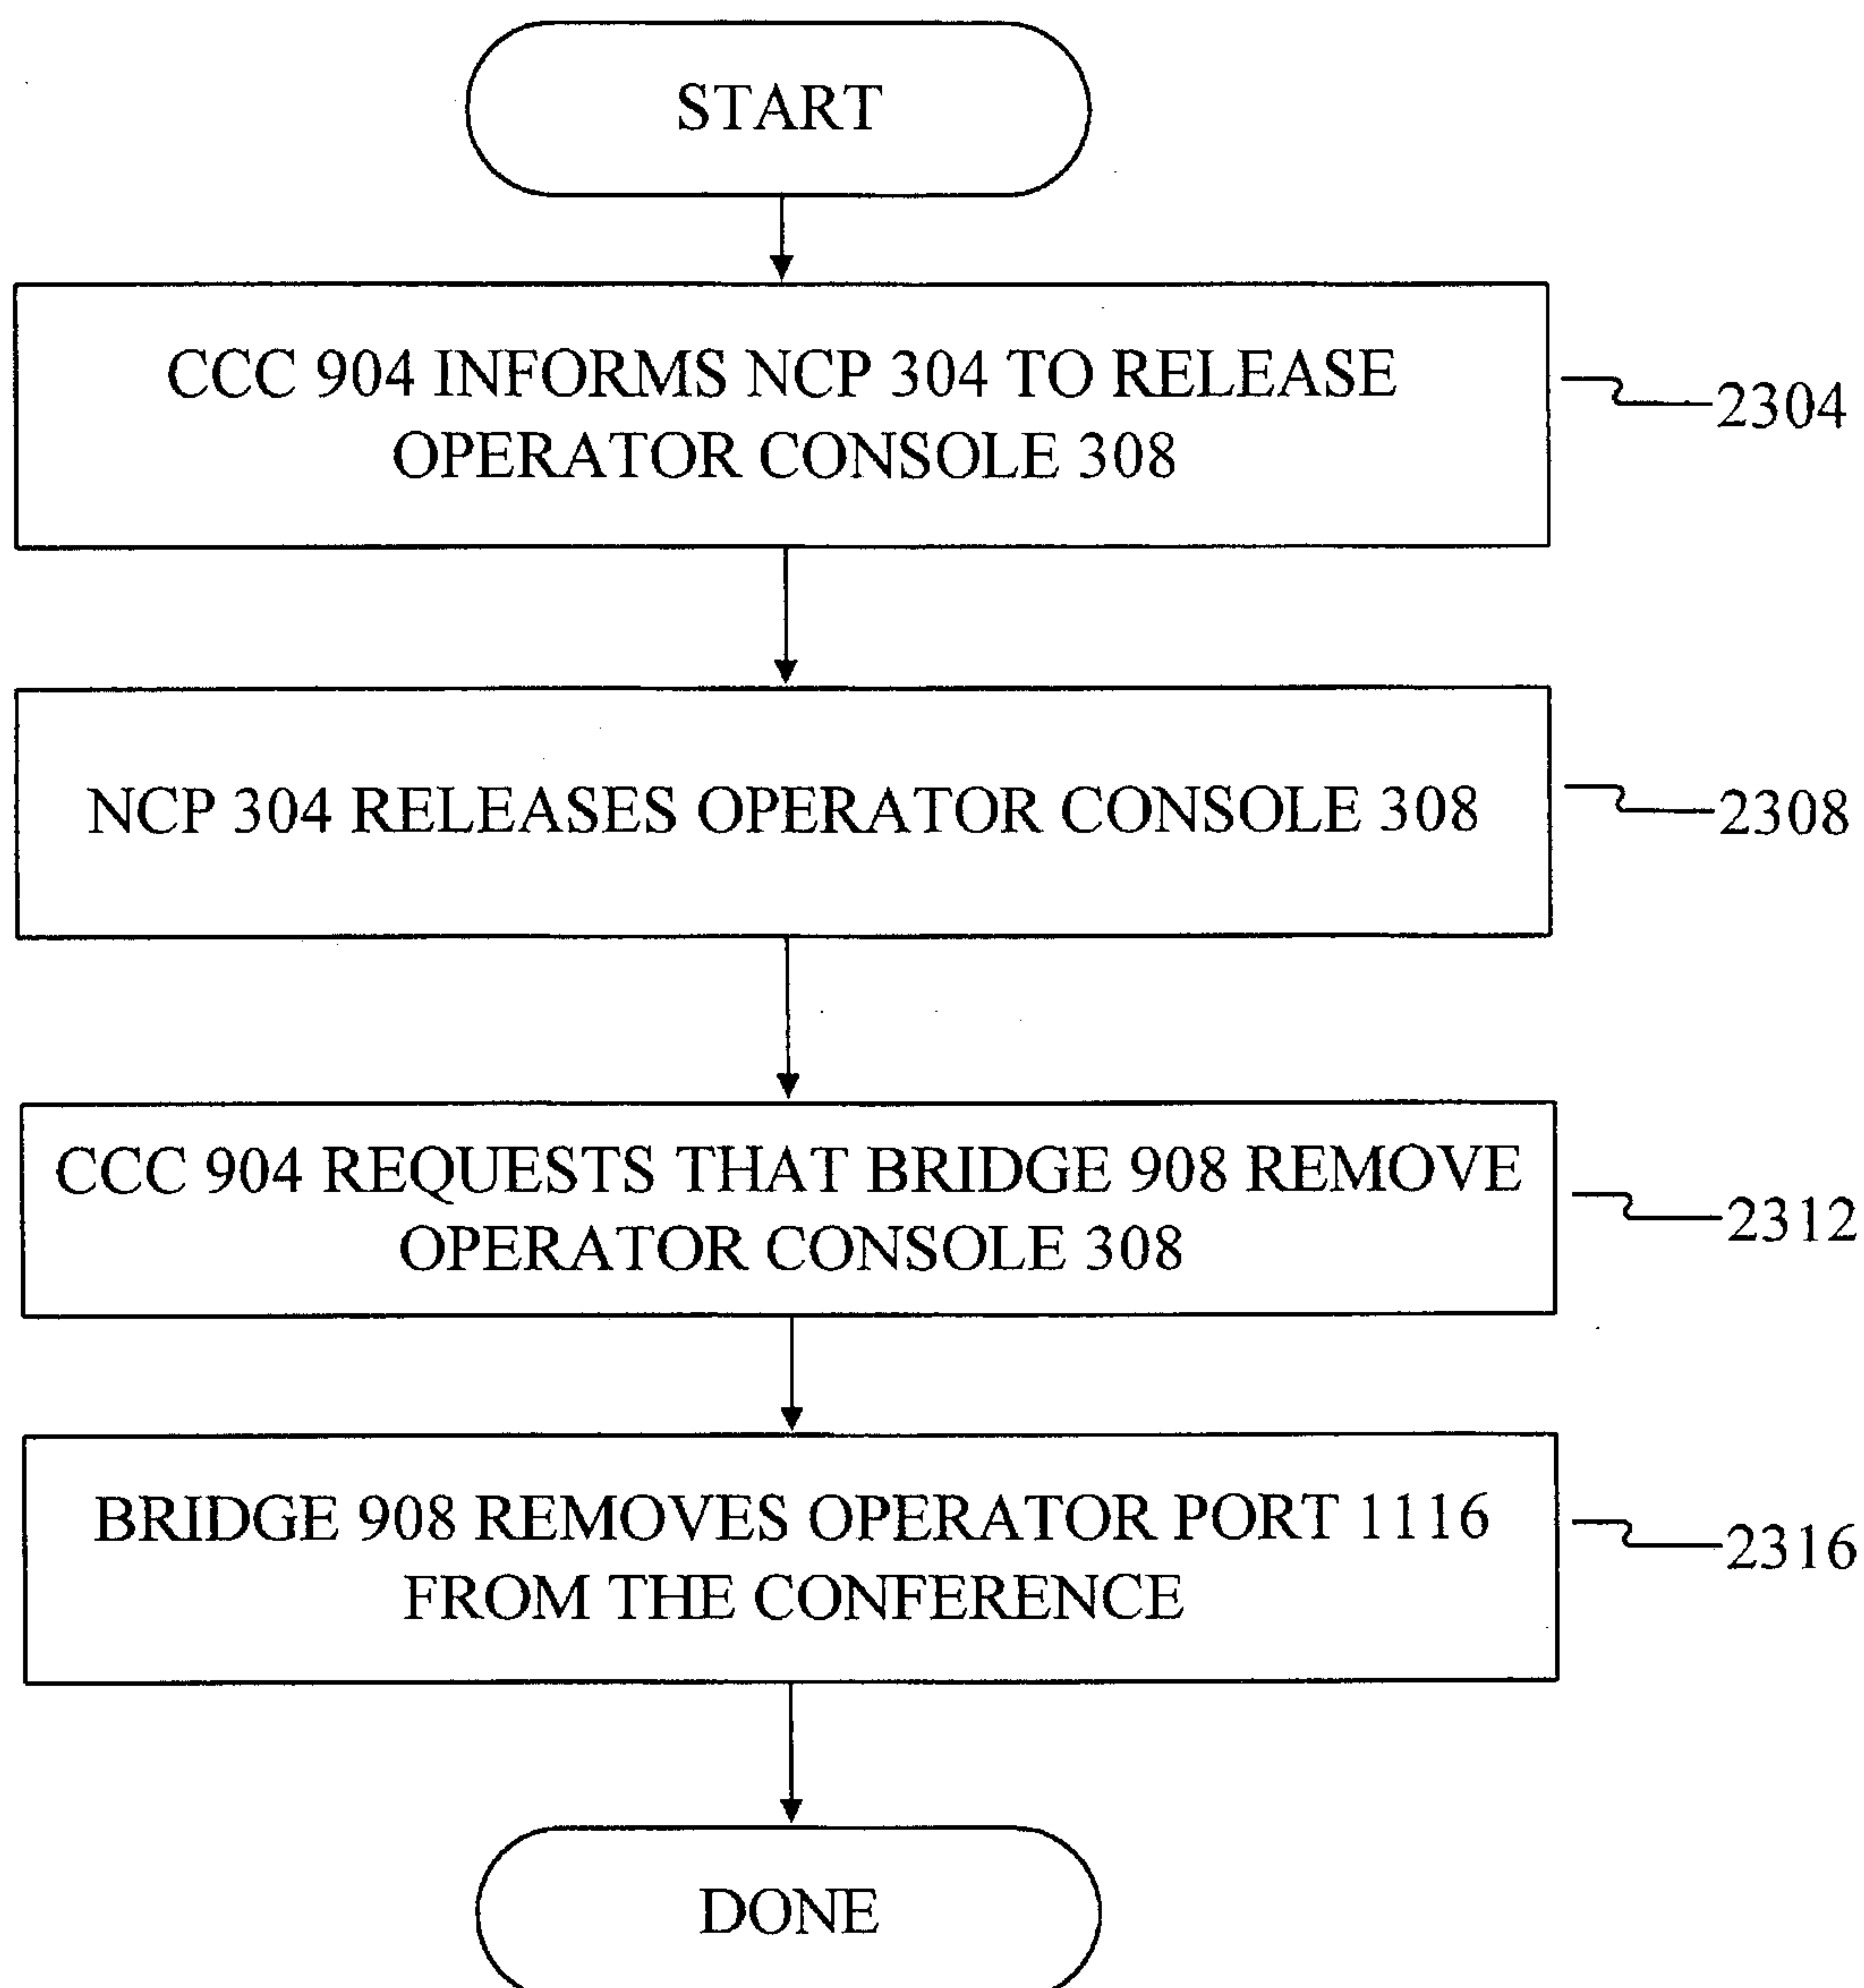 START
CCC 904 INFORMS NCP 304 TO RELEASE
OPERATOR CONSOLE 308
2304
NCP 304 RELEASES OPERATOR CONSOLE 308
2308
CCC 904 REQUESTS THAT BRIDGE 908 REMOVE
OPERATOR CONSOLE 308
2312
BRIDGE 908 REMOVES OPERATOR PORT 1116
FROM THE CONFERENCE
2316
DONE